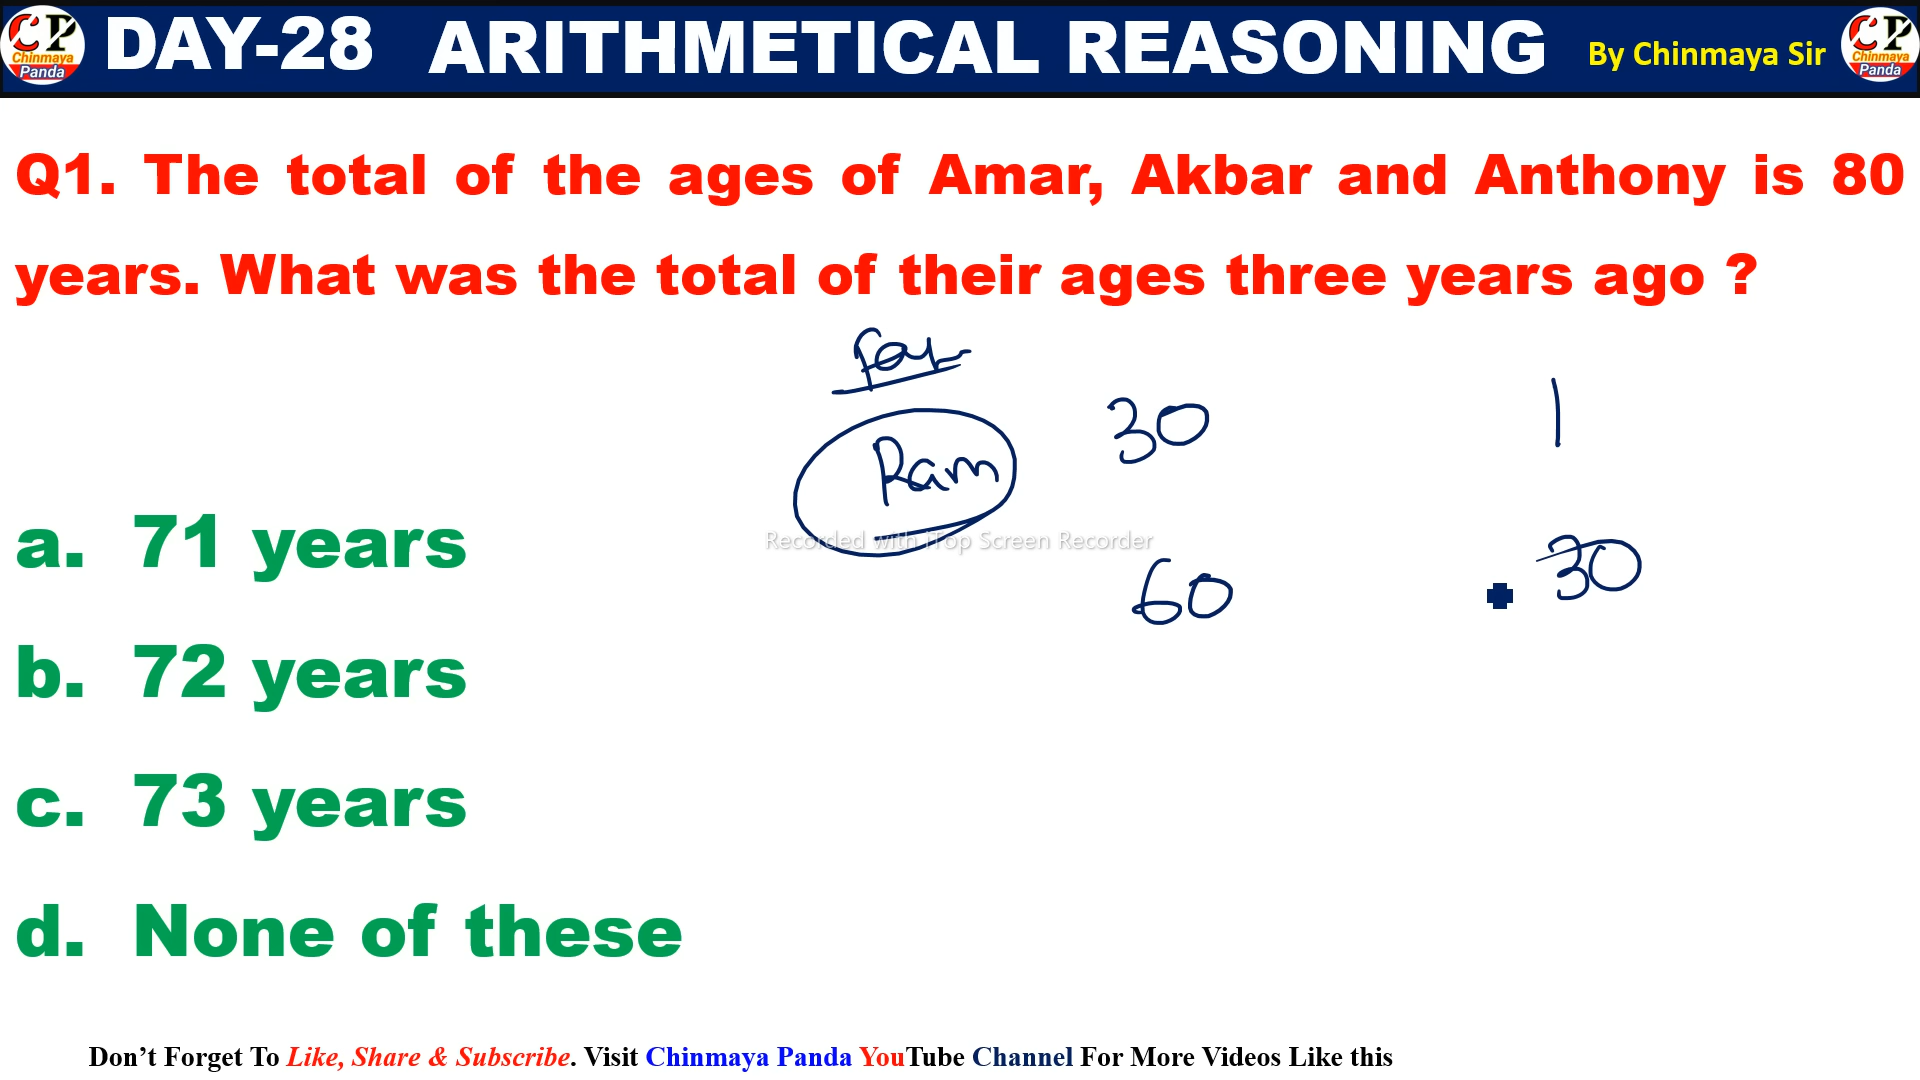 CP Chinmaya Panda DAY-28 ARITHMETICAL REASONING By Chinmaya Sir CP Chinmaya Panda
Q1. The total of the ages of Amar, Akbar and Anthony is 80
years. What was the total of their ages three years ago ?
30 1
Ram
a. 71 years
Recorded with iTop Screen Recorder
60 30
b. 72 years
c. 73 years
d. None of these
Don’t Forget To Like, Share & Subscribe. Visit Chinmaya Panda YouTube Channel For More Videos Like this